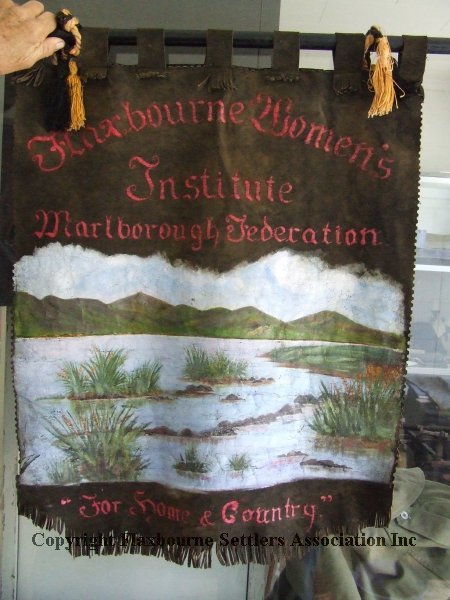 Flaxbourne Women's
Institute
Marlborough Federation
"For Home & Country"
Copyright Flaxbourne Settlers Association Inc